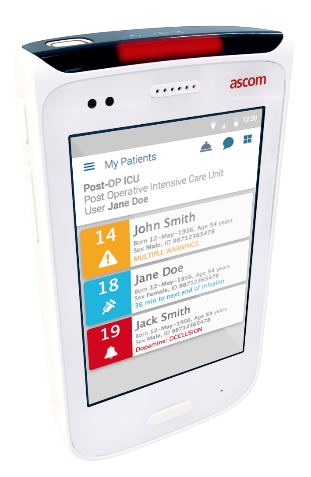 ascom
12:30
My Patients
Post-OP ICU
Post Operative Intensive Care Unit
User Jane Doe
14
John Smith
Born 12-May-1956, Age 54 years
Sex Male, ID 98712365478
MULTIPLE WARNINGS
18
Jane Doe
Born 12-May-1956, Age 54 years
Sex Female, ID 98712365478
36 min to next end of infusion
19
Jack Smith
Born 12-May-1956, Age 54 years
Sex Male, ID 98712365478
Dopamine: OCCLUSION